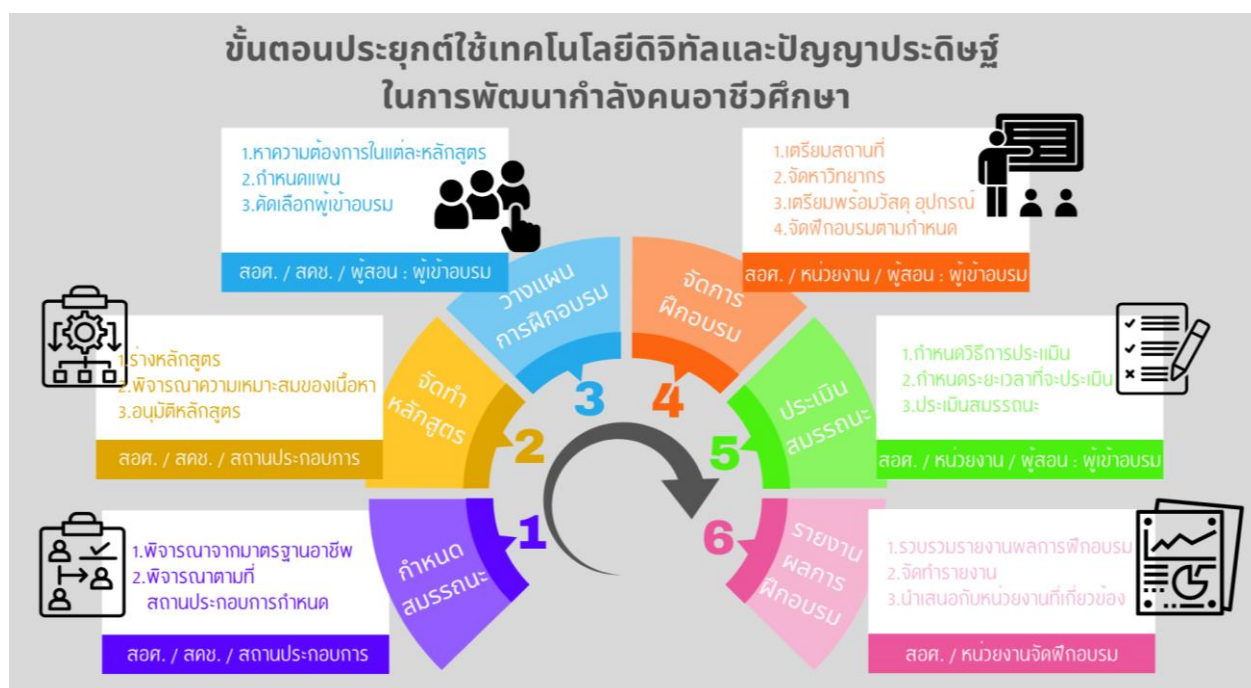 ขั้นตอนประยุกต์ใช้เทคโนโลยีดิจิทัลและปัญญาประดิษฐ์
ในการพัฒนากำลังคนอาชีวศึกษา
1
กำหนด
สมรรถนะ
1.พิจารณาจากมาตรฐานอาชีพ
2.พิจารณาตามที่
สถานประกอบการกำหนด
สอศ. / สคช. / สถานประกอบการ
2
จัดทำ
หลักสูตร
1.ร่างหลักสูตร
2.พิจารณาความเหมาะสมของเนื้อหา
3.อนุมัติหลักสูตร
สอศ. / สคช. / สถานประกอบการ
3
วางแผน
การฝึกอบรม
1.หาความต้องการในแต่ละหลักสูตร
2.กำหนดแผน
3.คัดเลือกผู้เข้าอบรม
สอศ. / สคช. / ผู้สอน : ผู้เข้าอบรม
4
จัดการ
ฝึกอบรม
1.เตรียมสถานที่
2.จัดหาวิทยากร
3.เตรียมพร้อมวัสดุ อุปกรณ์
4.จัดฝึกอบรมตามกำหนด
สอศ. / หน่วยงาน / ผู้สอน : ผู้เข้าอบรม
5
ประเมิน
สมรรถนะ
1.กำหนดวิธีการประเมิน
2.กำหนดระยะเวลาที่จะประเมิน
3.ประเมินสมรรถนะ
สอศ. / หน่วยงาน / ผู้สอน : ผู้เข้าอบรม
6
รายงาน
ผลการ
ฝึกอบรม
1.รวบรวมรายงานผลการฝึกอบรม
2.จัดทำรายงาน
3.นำเสนอกับหน่วยงานที่เกี่ยวข้อง
สอศ. / หน่วยงานจัดฝึกอบรม